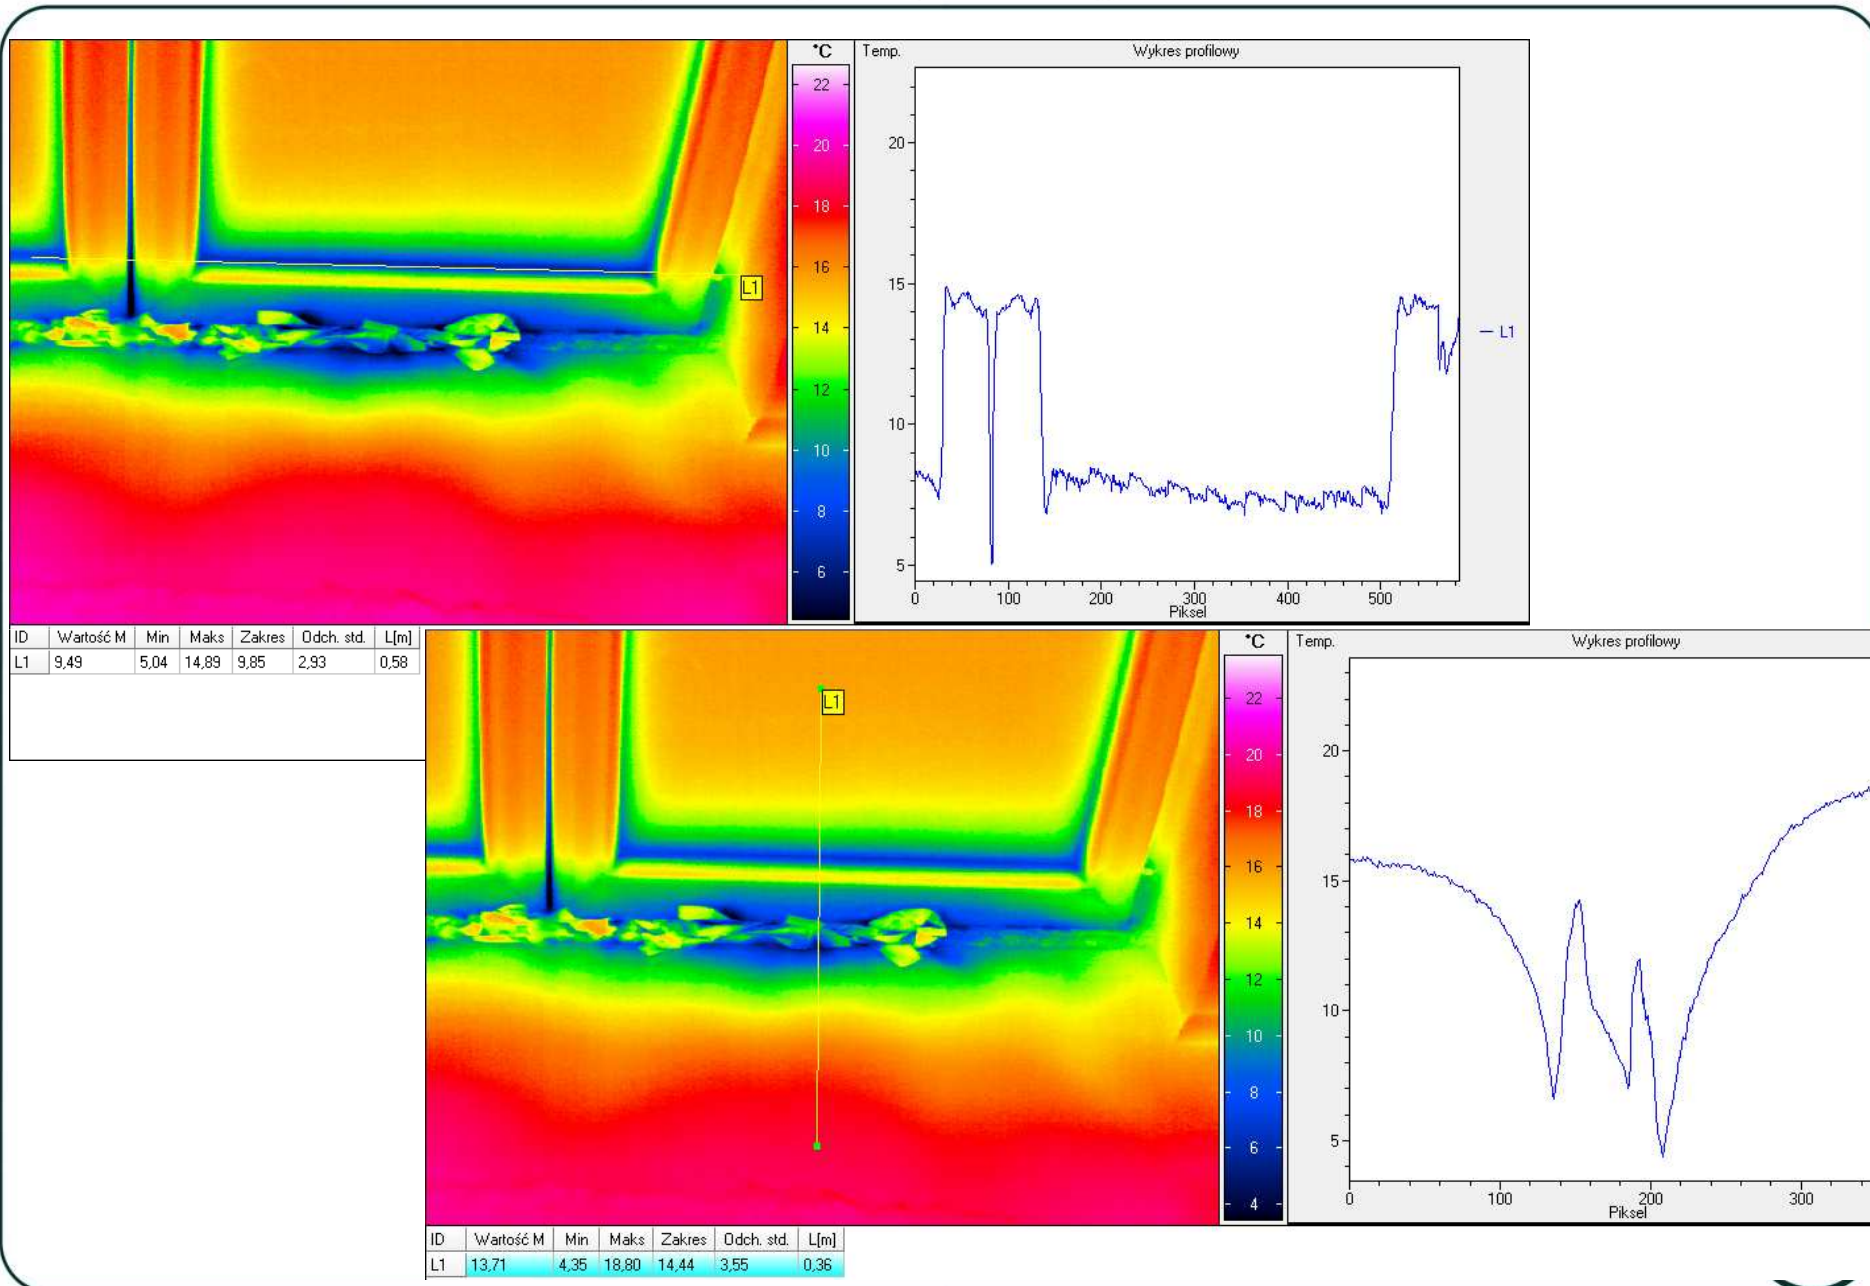 °C
22
20
18
16
14
12
10
8
6
L1
Temp.
Wykres profilowy
20
15
10
5
0 100 200 300 400 500
Piksel
L1
ID Wartość M Min Maks Zakres Odch. std. L[m]
L1 9,49 5,04 14,89 9,85 2,93 0,58
L1
°C
22
20
18
16
14
12
10
8
6
4
Temp.
Wykres profilowy
20
15
10
5
0 100 200 300
Piksel
ID Wartość M Min Maks Zakres Odch. std. L[m]
L1 13,71 4,35 18,80 14,44 3,55 0,36